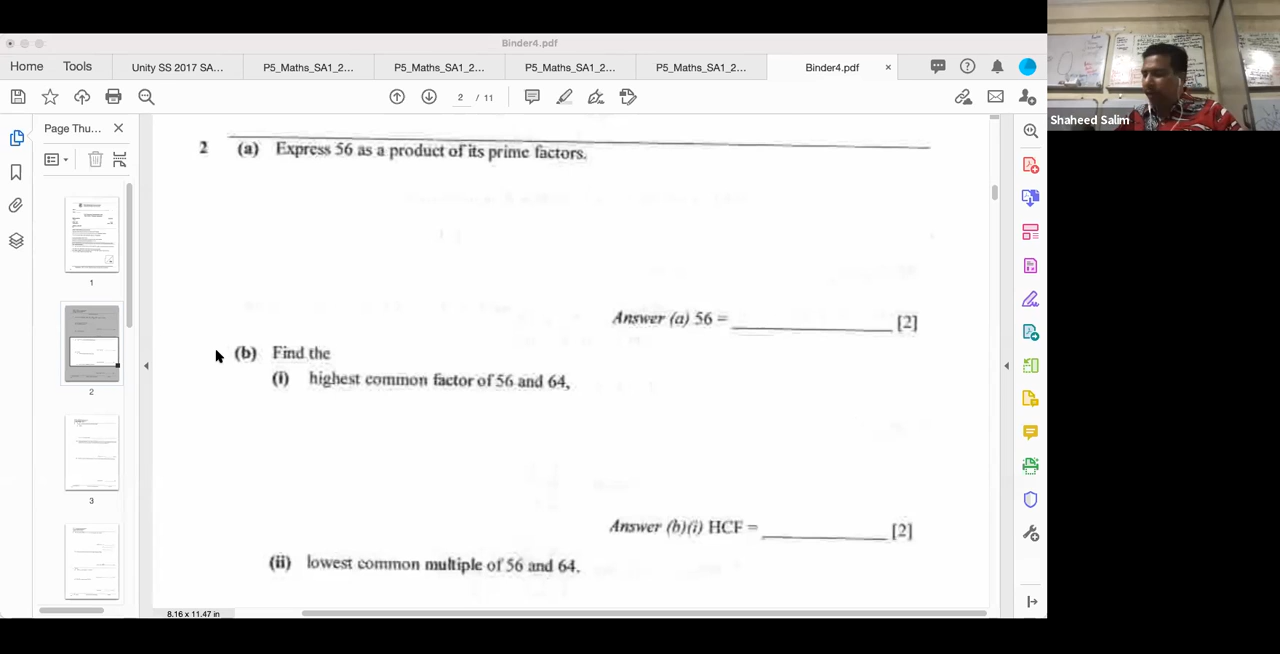 Binder4.pdf
Home Tools Unity SS 2017 SA... P5_Maths_SA1_2... P5_Maths_SA1_2... P5_Maths_SA1_2... P5_Maths_SA1_2... Binder4.pdf ×
2 / 11
Page Thu... ×
1
2
3
2 (a) Express 56 as a product of its prime factors.
Answer (a) 56 = ____________ [2]
(b) Find the
(i) highest common factor of 56 and 64,
Answer (b)(i) HCF = ____________ [2]
(ii) lowest common multiple of 56 and 64.
8.16 x 11.47 in
Shaheed Salim